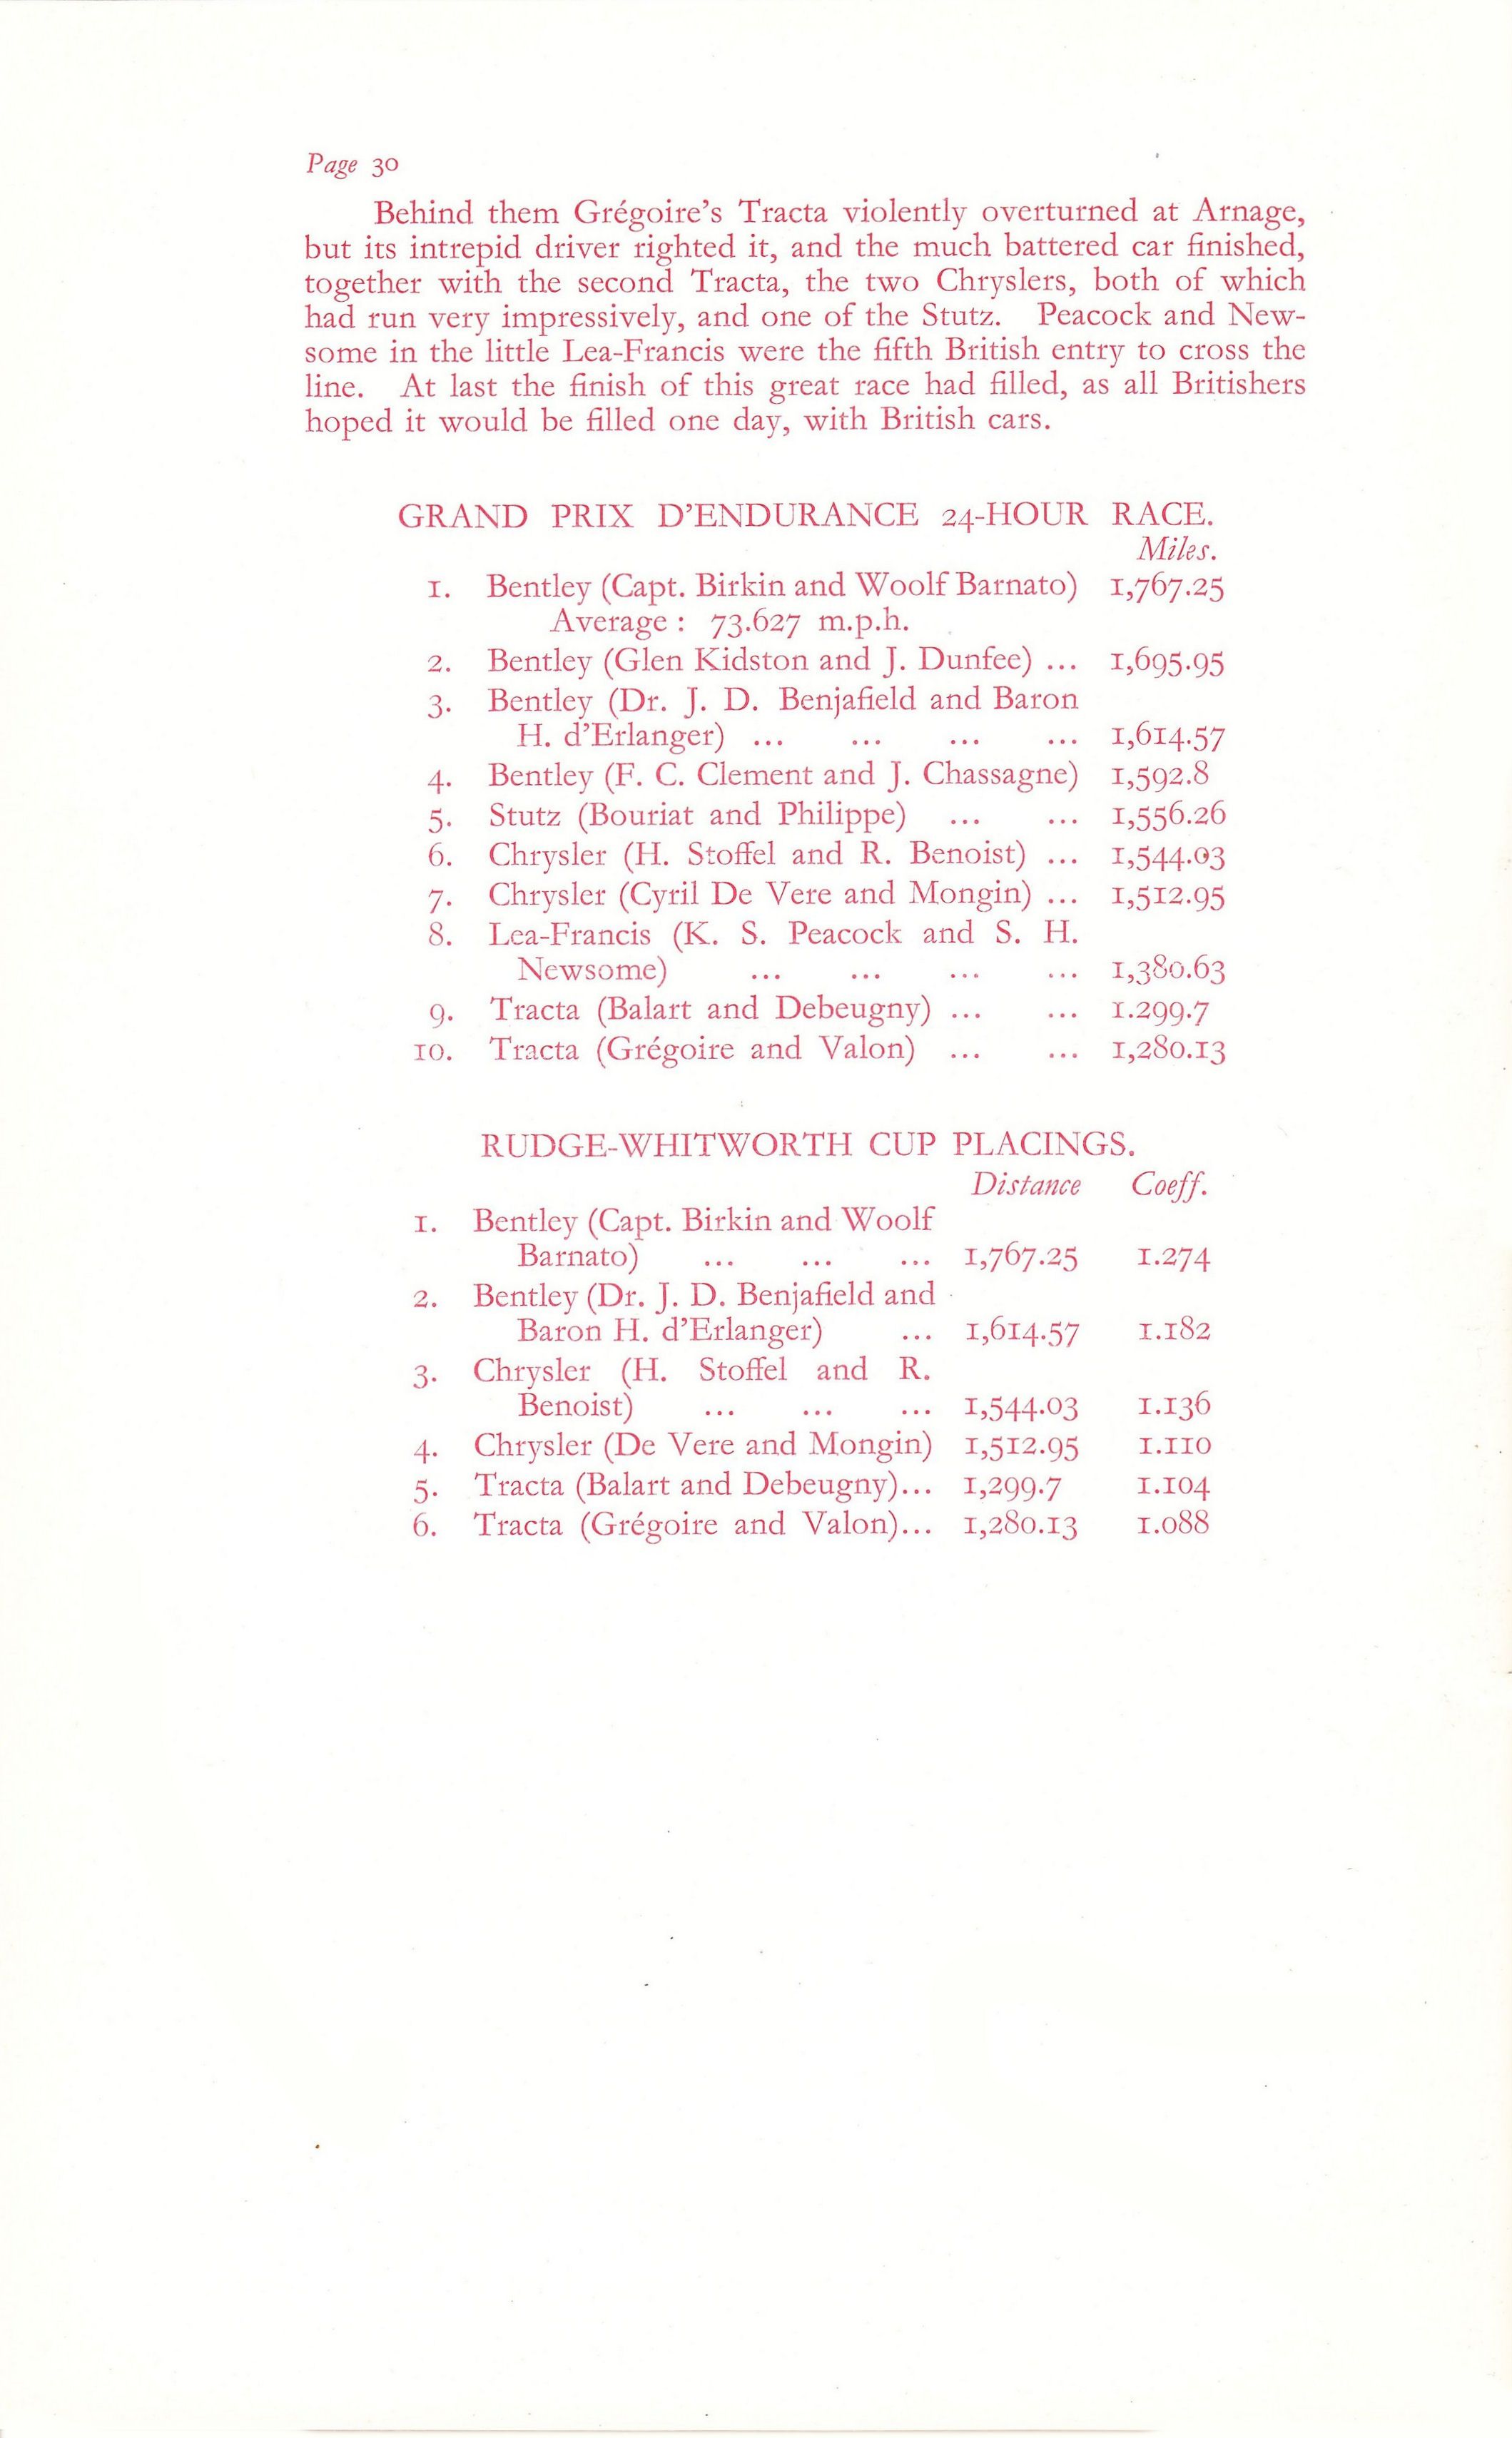 Page 30
Behind them Grégoire’s Tracta violently overturned at Arnage,
but its intrepid driver righted it, and the much battered car finished,
together with the second Tracta, the two Chryslers, both of which
had run very impressively, and one of the Stutz. Peacock and New-
some in the little Lea-Francis were the fifth British entry to cross the
line. At last the finish of this great race had filled, as all Britishers
hoped it would be filled one day, with British cars.
GRAND PRIX D’ENDURANCE 24-HOUR RACE.
Miles.
1. Bentley (Capt. Birkin and Woolf Barnato) 1,767.25
Average : 73.627 m.p.h.
2. Bentley (Glen Kidston and J. Dunfee) ... 1,695.95
3. Bentley (Dr. J. D. Benjafield and Baron
H. d’Erlanger) ... ... ... ... 1,614.57
4. Bentley (F. C. Clement and J. Chassagne) 1,592.8
5. Stutz (Bouriat and Philippe) ... ... 1,556.26
6. Chrysler (H. Stoffel and R. Benoist) ... 1,544.03
7. Chrysler (Cyril De Vere and Mongin) ... 1,512.95
8. Lea-Francis (K. S. Peacock and S. H.
Newsome) ... ... ... ... 1,380.63
9. Tracta (Balart and Debeugny) ... ... 1.299.7
10. Tracta (Grégoire and Valon) ... ... 1,280.13
RUDGE-WHITWORTH CUP PLACINGS.
Distance Coeff.
1. Bentley (Capt. Birkin and Woolf
Barnato) ... ... ... 1,767.25 1.274
2. Bentley (Dr. J. D. Benjafield and
Baron H. d’Erlanger) ... 1,614.57 1.182
3. Chrysler (H. Stoffel and R.
Benoist) ... ... ... 1,544.03 1.136
4. Chrysler (De Vere and Mongin) 1,512.95 1.110
5. Tracta (Balart and Debeugny)... 1,299.7 1.104
6. Tracta (Grégoire and Valon)... 1,280.13 1.088